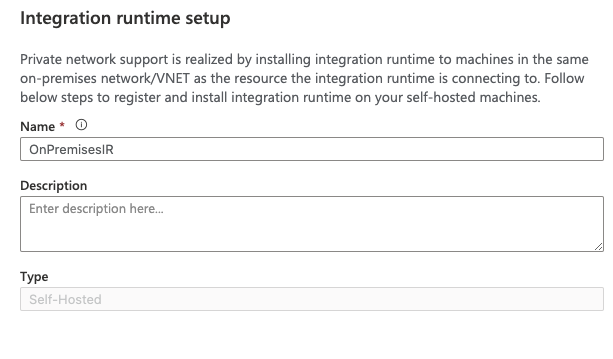 Integration runtime setup
Private network support is realized by installing integration runtime to machines in the same
on-premises network/VNET as the resource the integration runtime is connecting to. Follow
below steps to register and install integration runtime on your self-hosted machines.
Name *
OnPremisesIR
Description
Enter description here...
Type
Self-Hosted